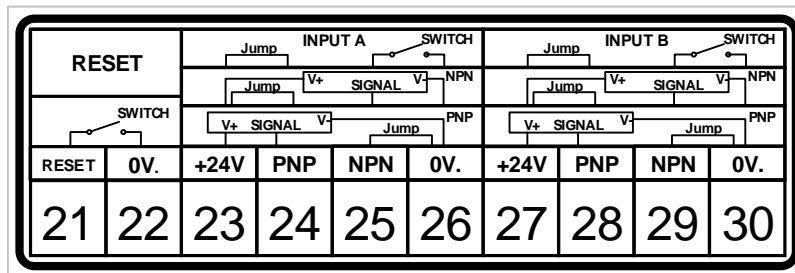 RESET
SWITCH
RESET 0V.
21 22
INPUT A
Jump SWITCH
V+ SIGNAL V- NPN
Jump
V+ SIGNAL V- PNP
Jump
+24V PNP NPN 0V.
23 24 25 26
INPUT B
Jump SWITCH
V+ SIGNAL V- NPN
Jump
V+ SIGNAL V- PNP
Jump
+24V PNP NPN 0V.
27 28 29 30